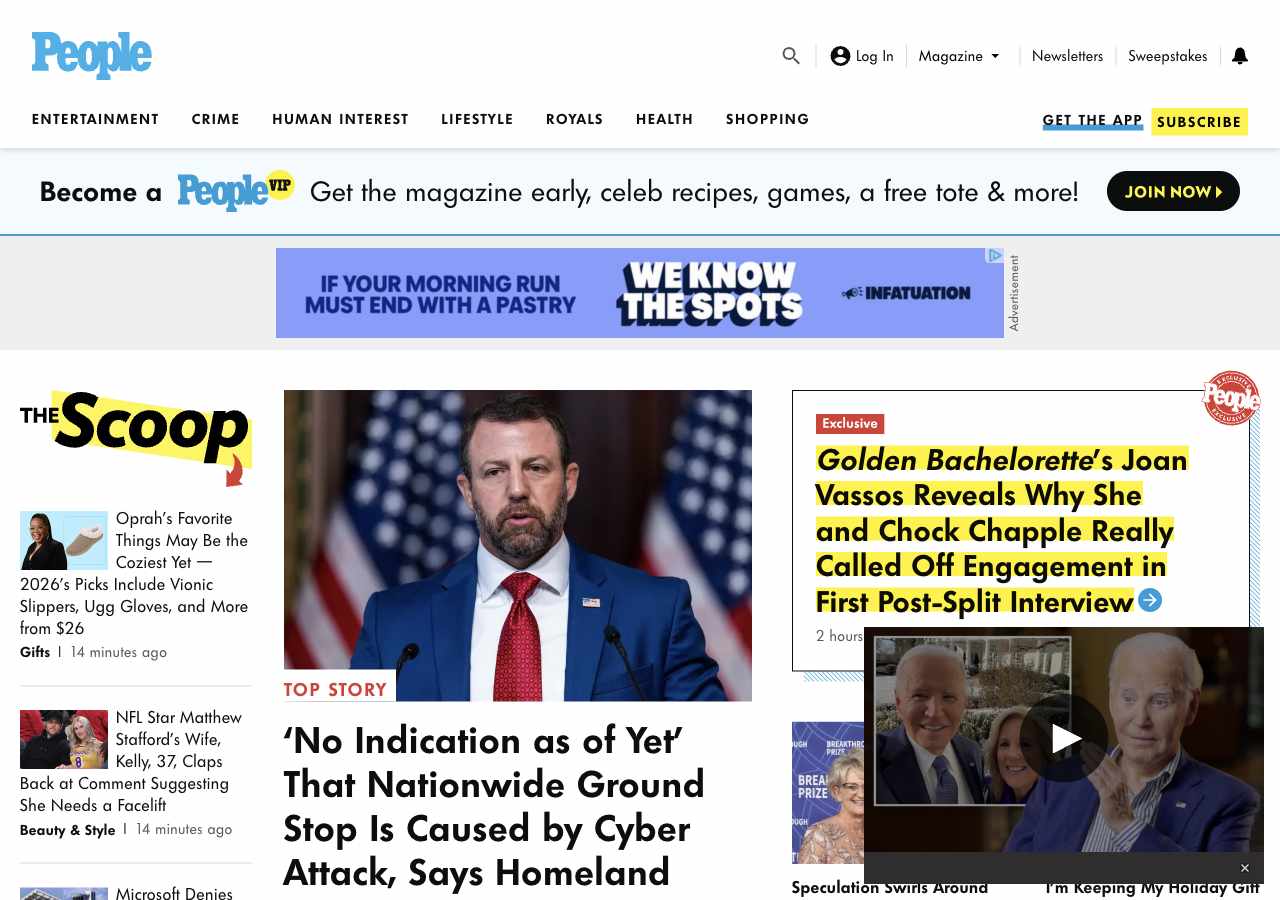 People
Log In
Magazine
Newsletters
Sweepstakes
ENTERTAINMENT
CRIME
HUMAN INTEREST
LIFESTYLE
ROYALS
HEALTH
SHOPPING
GET THE APP
SUBSCRIBE
Become a People VIP Get the magazine early, celeb recipes, games, a free tote & more!
JOIN NOW
IF YOUR MORNING RUN
MUST END WITH A PASTRY
WE KNOW
THE SPOTS
INFATUATION
Advertisement
THE Scoop
Oprah’s Favorite
Things May Be the
Coziest Yet —
2026’s Picks Include Vionic
Slippers, Ugg Gloves, and More
from $26
Gifts | 14 minutes ago
NFL Star Matthew
Stafford’s Wife,
Kelly, 37, Claps
Back at Comment Suggesting
She Needs a Facelift
Beauty & Style | 14 minutes ago
Microsoft Denies
TOP STORY
‘No Indication as of Yet’
That Nationwide Ground
Stop Is Caused by Cyber
Attack, Says Homeland
EXCLUSIVE
People
EXCLUSIVE
Exclusive
Golden Bachelorette’s Joan
Vassos Reveals Why She
and Chock Chapple Really
Called Off Engagement in
First Post-Split Interview
2 hours
BREAKTHRO
PRIZE
BREA
PRIZE
Speculation Swirls Around
I’m Keeping My Holiday Gift